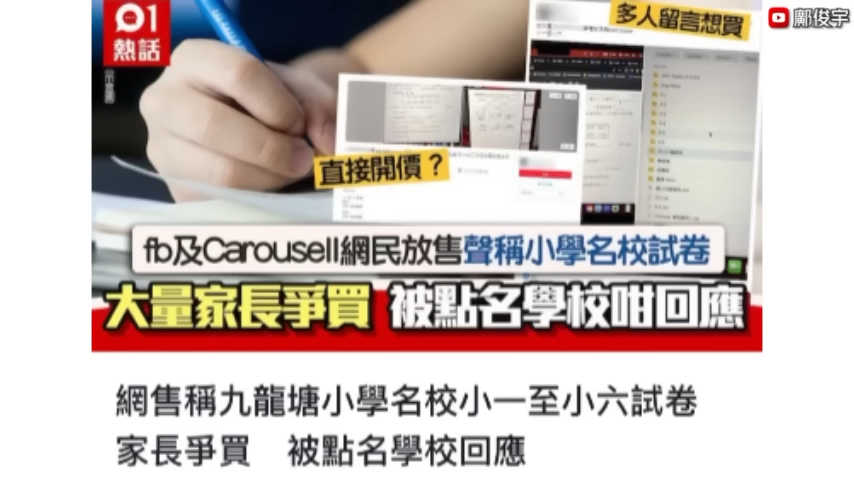 01
熱話
示意圖
多人留言想買
鄺俊宇
直接開價？
fb及Carousell網民放售聲稱小學名校試卷
大量家長爭買 被點名學校咁回應
網售稱九龍塘小學名校小一至小六試卷
家長爭買 被點名學校回應